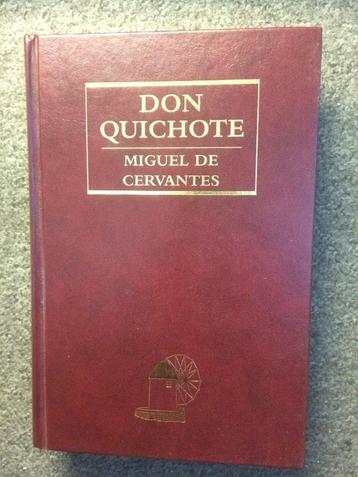 DON
QUICHOTE
MIGUEL DE
CERVANTES